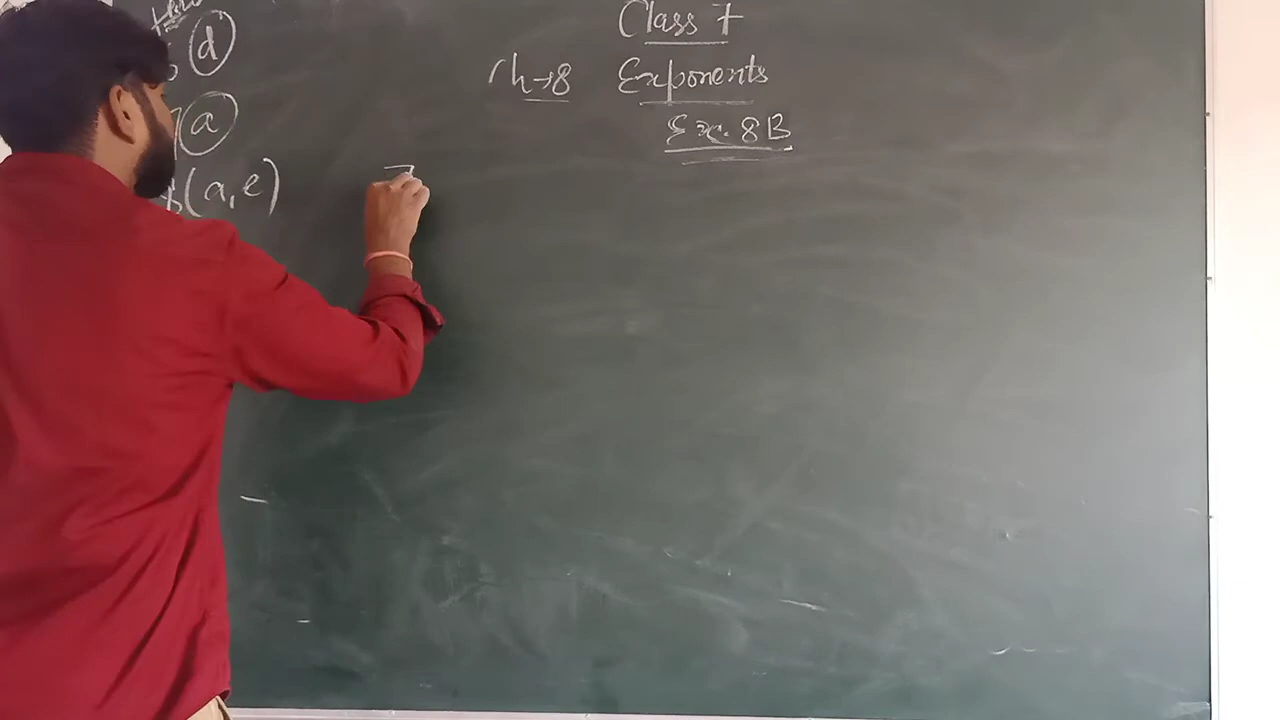 Class 7
Ch→8 Exponents
Ex. 8B
d
a
(a, e)